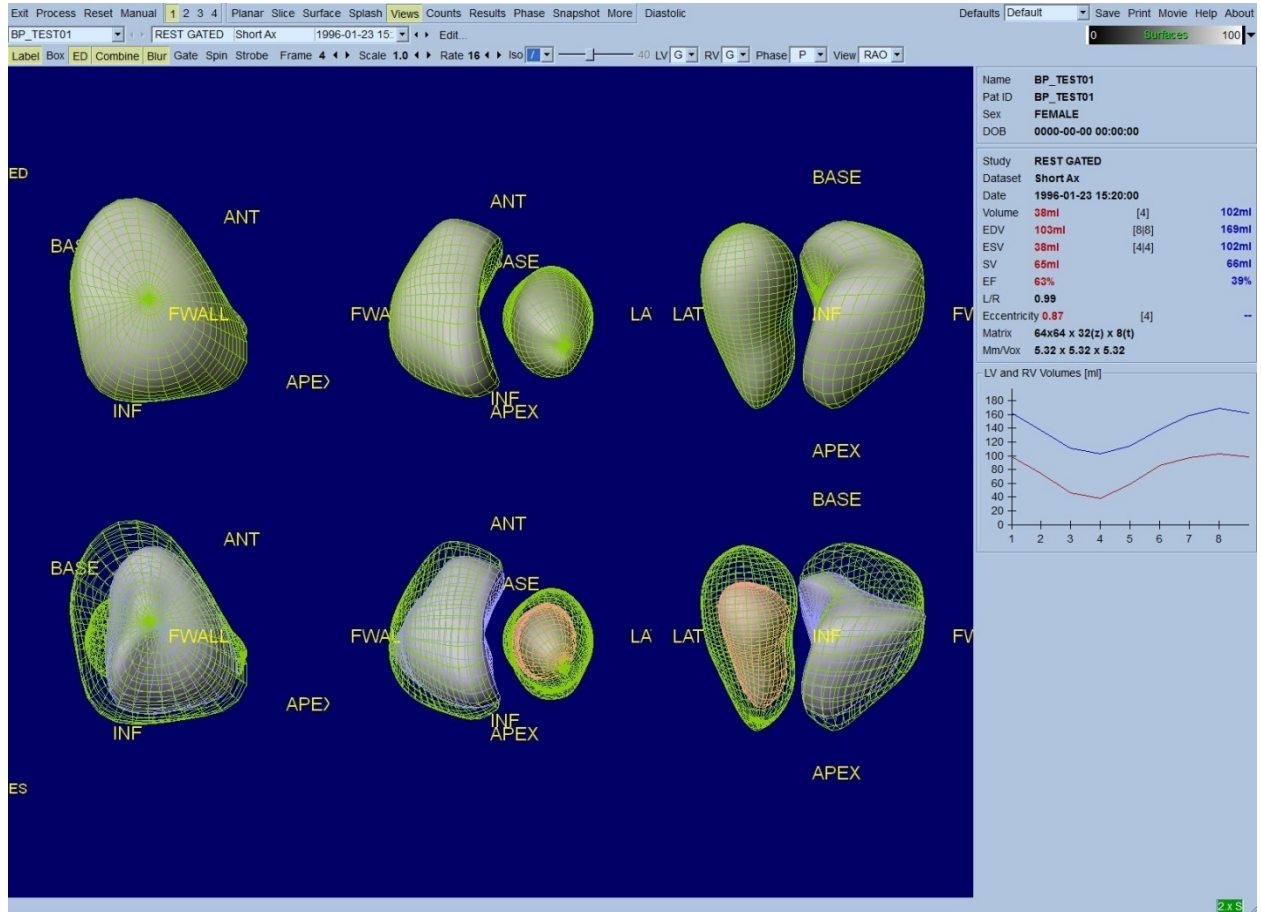 Exit Process Reset Manual 1 2 3 4 Planar Slice Surface Splash Views Counts Results Phase Snapshot More Diastolic Defaults Default Save Print Movie Help About
BP_TEST01 REST GATED Short Ax 1996-01-23 15: Edit... 0 Surfaces 100
Label Box ED Combine Blur Gate Spin Strobe Frame 4 Scale 1.0 Rate 16 Iso / 40 LV G RV G Phase P View RAO
Name BP_TEST01
Pat ID BP_TEST01
Sex FEMALE
DOB 0000-00-00 00:00:00
Study REST GATED
Dataset Short Ax
Date 1996-01-23 15:20:00
Volume 38ml [4] 102ml
EDV 103ml [8|8] 169ml
ESV 38ml [4|4] 102ml
SV 65ml 66ml
EF 63% 39%
L/R 0.99
Eccentricity 0.87 [4] --
Matrix 64x64 x 32(z) x 8(t)
Mm/Vox 5.32 x 5.32 x 5.32
LV and RV Volumes [ml]
180
160
140
120
100
80
60
40
20
0
1 2 3 4 5 6 7 8
ED
ANT
BAS
FWALL
APEX
INF
ANT
BASE
FWA
LA
INF
APEX
BASE
LAT
INF
FW
APEX
ANT
BASE
FWALL
APEX
INF
ANT
BASE
FWAL
LA
INF
APEX
BASE
LAT
INF
FW
APEX
ES
2 x S